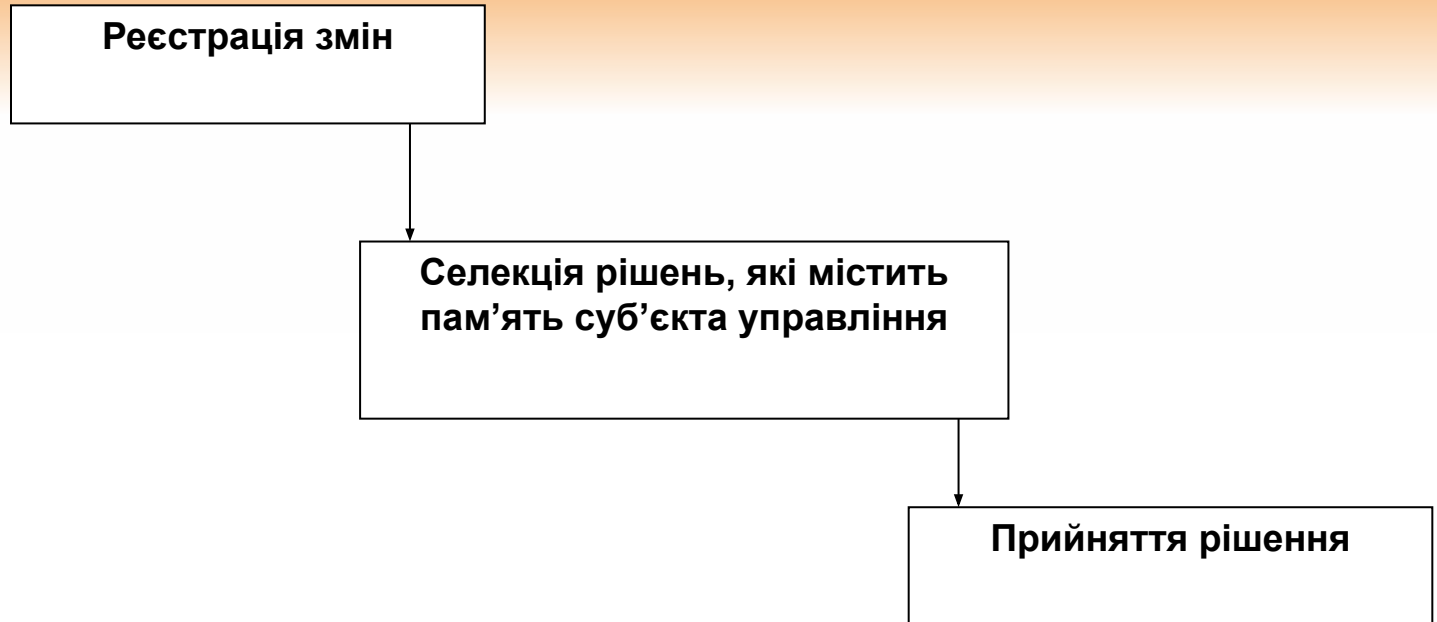 Реєстрація змін
Селекція рішень, які містить
пам’ять суб’єкта управління
Прийняття рішення